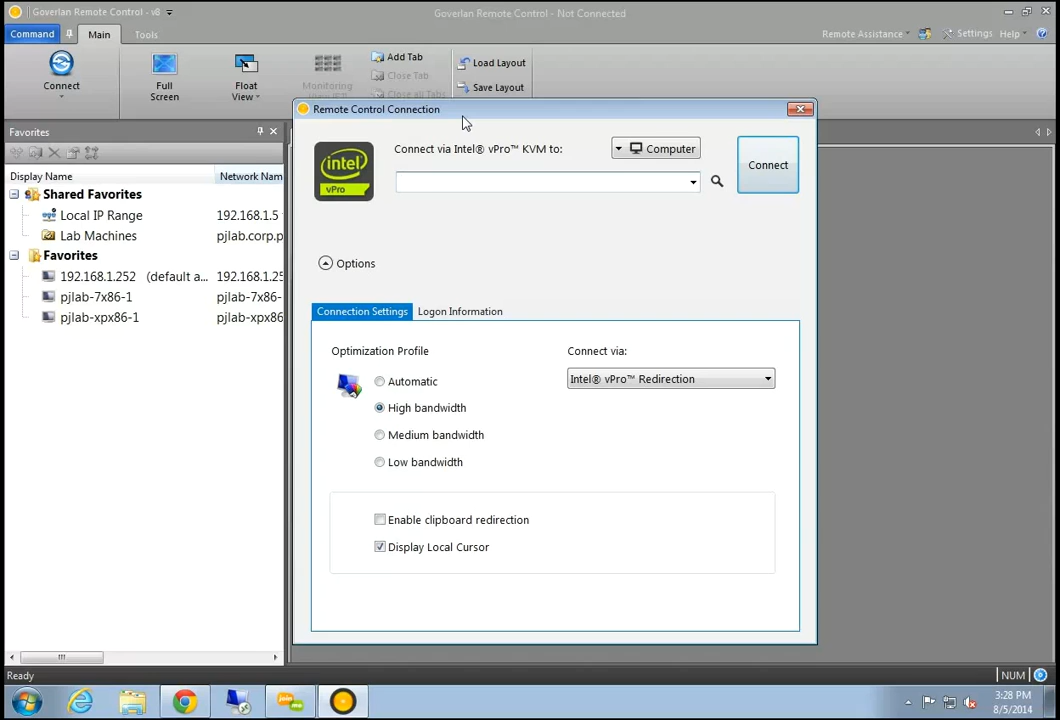 Goverlan Remote Control - v8
Goverlan Remote Control - Not Connected
Command
Main
Tools
Remote Assistance
Settings
Help
Connect
Full
Screen
Float
View
Monitoring
Add Tab
Close Tab
Close all Tabs
Load Layout
Save Layout
Remote Control Connection
Favorites
Display Name
Network Nam
Shared Favorites
Local IP Range
192.168.1.5
Lab Machines
pjlab.corp.p
Favorites
192.168.1.252 (default a...
192.168.1.25
pjlab-7x86-1
pjlab-7x86-
pjlab-xpx86-1
pjlab-xpx86-
intel
vPro
Connect via Intel® vPro™ KVM to:
Computer
Connect
Options
Connection Settings
Logon Information
Optimization Profile
Connect via:
Automatic
Intel® vPro™ Redirection
High bandwidth
Medium bandwidth
Low bandwidth
Enable clipboard redirection
Display Local Cursor
Ready
NUM
3:28 PM
8/5/2014